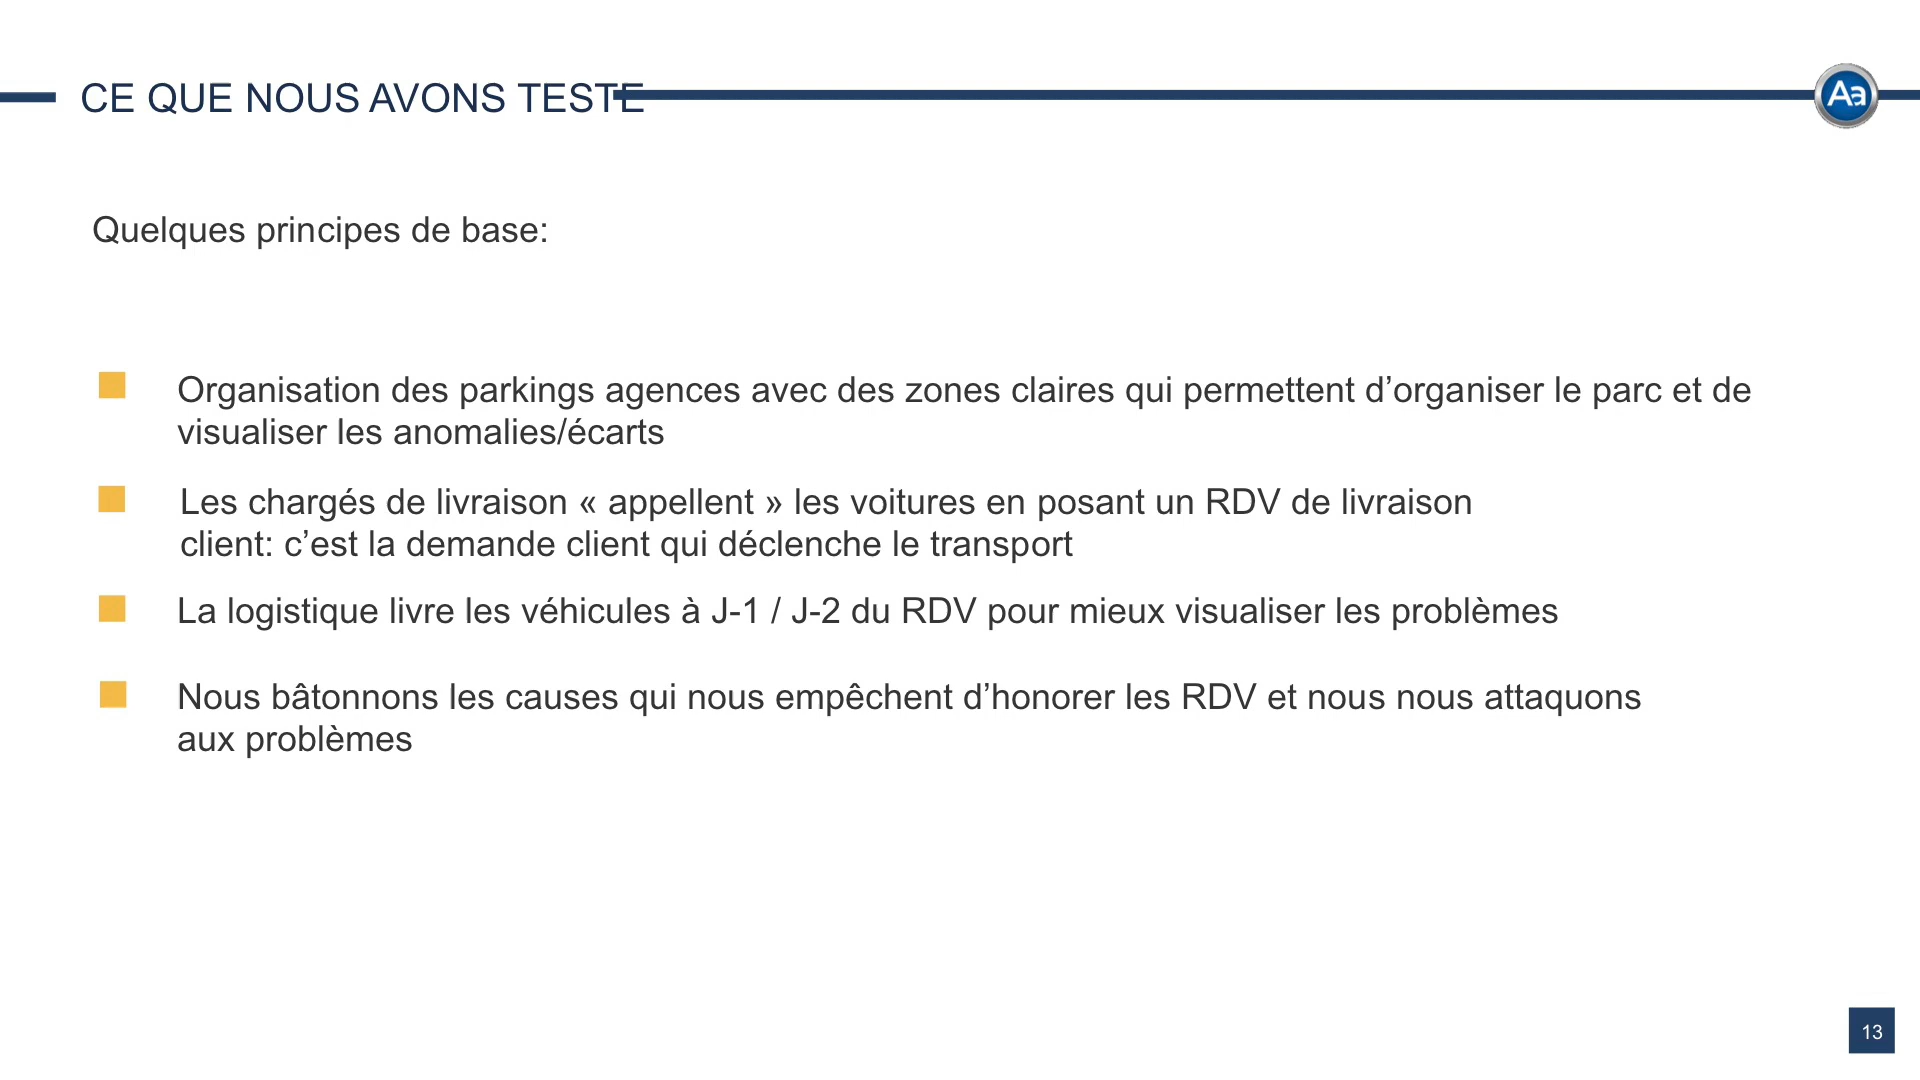 CE QUE NOUS AVONS TESTE
Aa
Quelques principes de base:
Organisation des parkings agences avec des zones claires qui permettent d’organiser le parc et de
visualiser les anomalies/écarts
Les chargés de livraison « appellent » les voitures en posant un RDV de livraison
client: c’est la demande client qui déclenche le transport
La logistique livre les véhicules à J-1 / J-2 du RDV pour mieux visualiser les problèmes
Nous bâtonnons les causes qui nous empêchent d’honorer les RDV et nous nous attaquons
aux problèmes
13